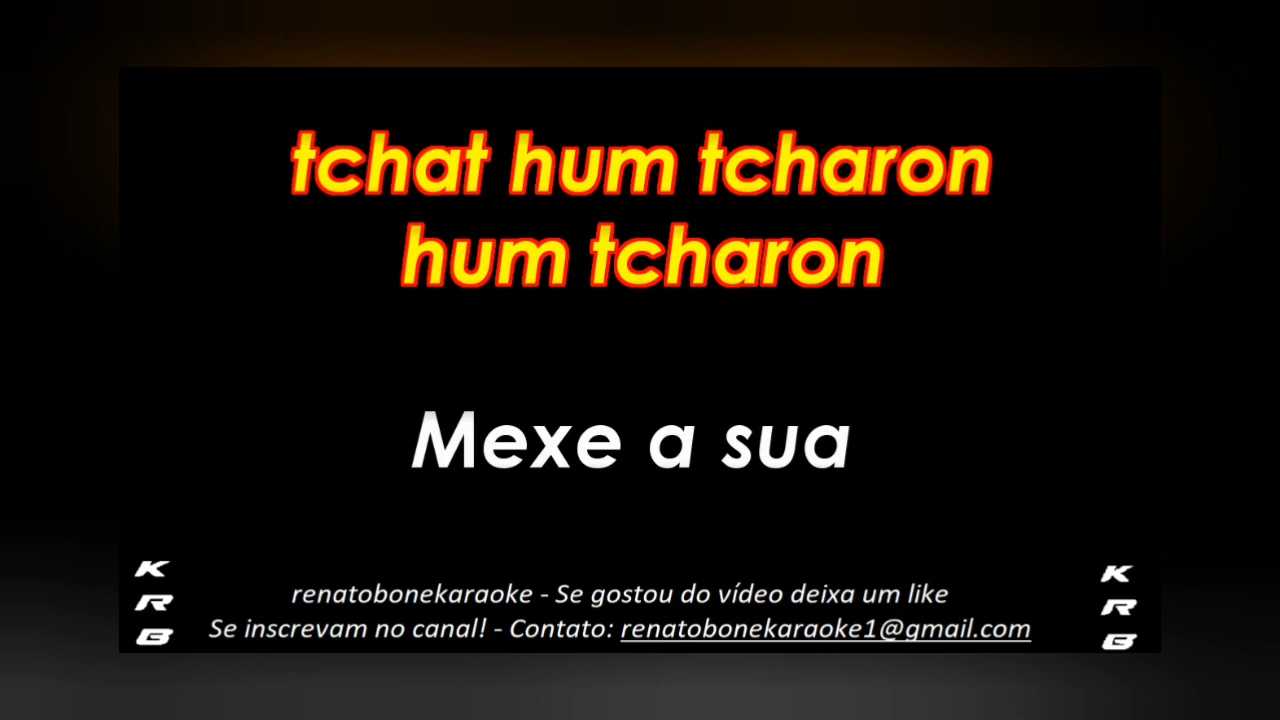 tchat hum tcharon
hum tcharon
Mexe a sua
K
R
B
renatobonekaraoke - Se gostou do vídeo deixa um like
Se inscrevam no canal! - Contato: renatobonekaraoke1@gmail.com
K
R
B